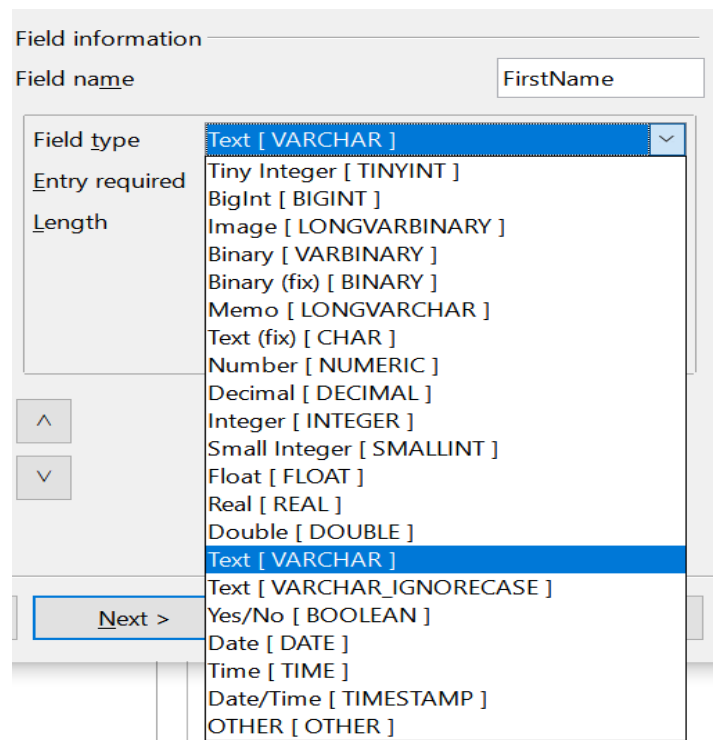 Field information
Field name FirstName
Field type Text [ VARCHAR ]
Tiny Integer [ TINYINT ]
Entry required
BigInt [ BIGINT ]
Length
Image [ LONGVARBINARY ]
Binary [ VARBINARY ]
Binary (fix) [ BINARY ]
Memo [ LONGVARCHAR ]
Text (fix) [ CHAR ]
Number [ NUMERIC ]
Decimal [ DECIMAL ]
Integer [ INTEGER ]
Small Integer [ SMALLINT ]
Float [ FLOAT ]
Real [ REAL ]
Double [ DOUBLE ]
Text [ VARCHAR ]
Text [ VARCHAR_IGNORECASE ]
Next > Yes/No [ BOOLEAN ]
Date [ DATE ]
Time [ TIME ]
Date/Time [ TIMESTAMP ]
OTHER [ OTHER ]